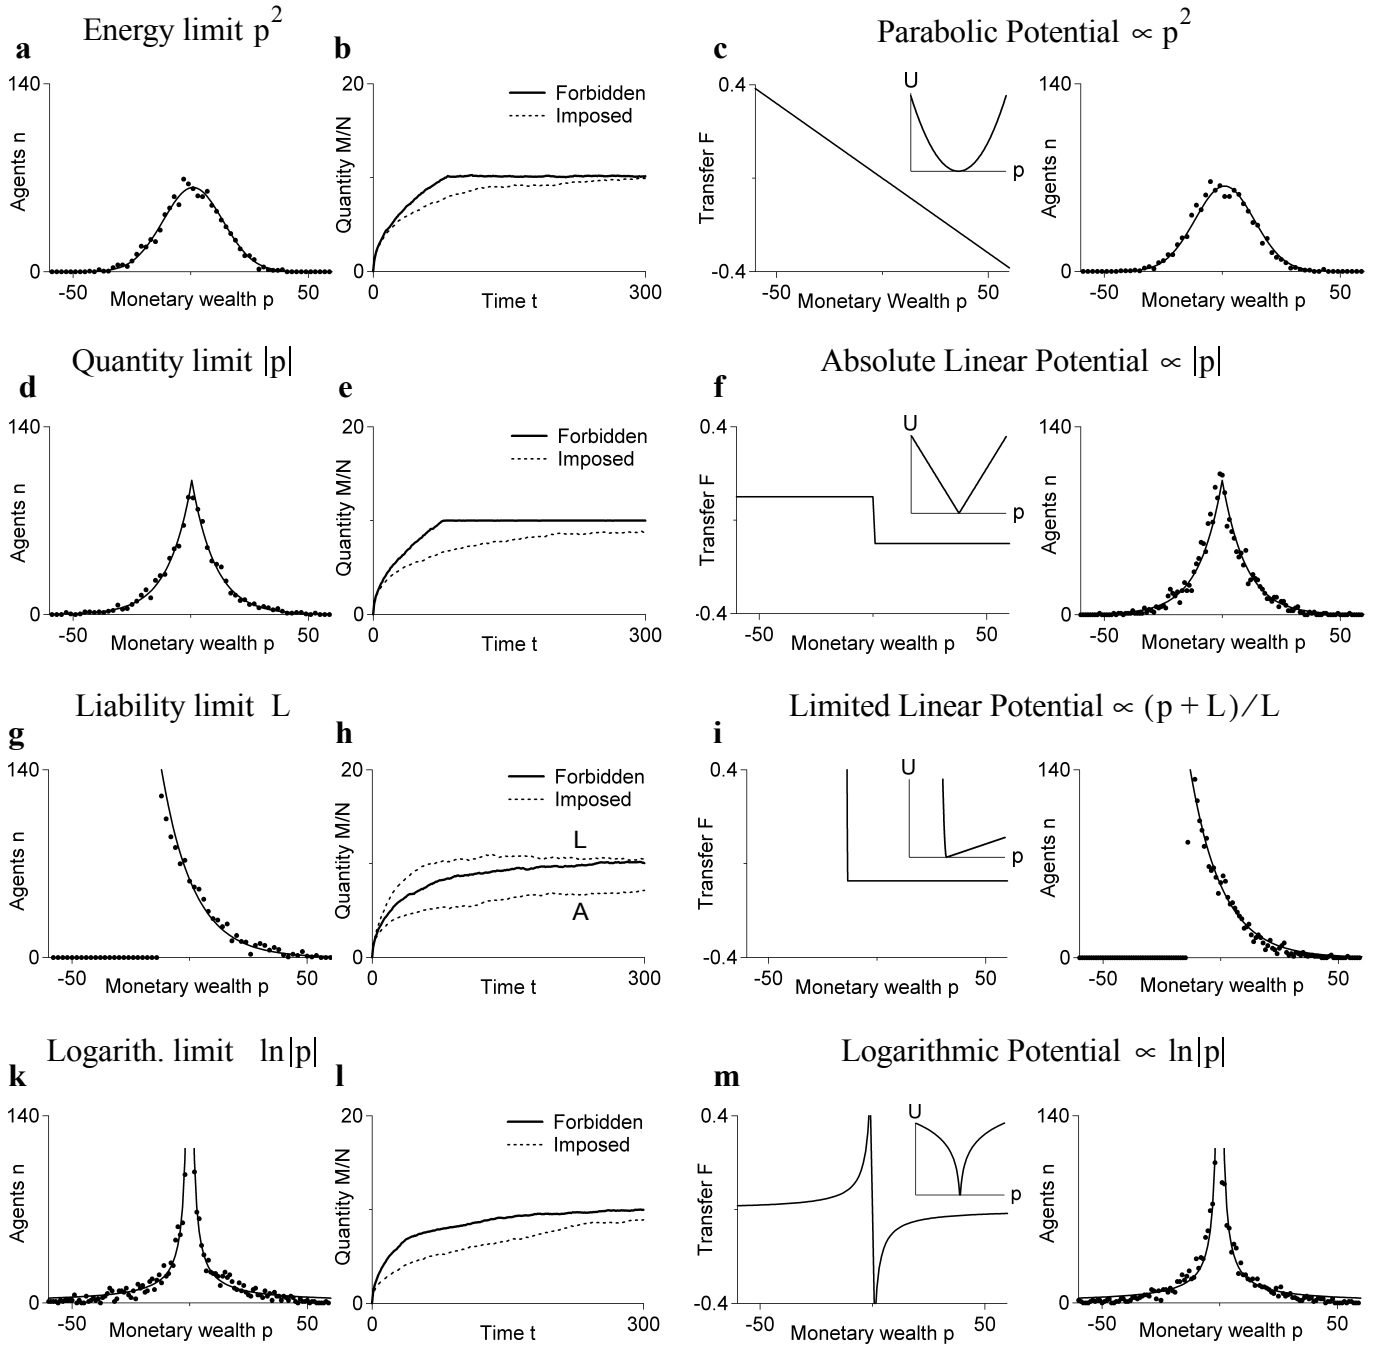 Energy limit p²
Parabolic Potential ∝ p²
a
b
c
140
Agents n
0
-50
50
Monetary wealth p
20
Quantity M/N
0
Forbidden
Imposed
0
300
Time t
0.4
Transfer F
-0.4
U
p
-50
50
Monetary Wealth p
140
Agents n
0
-50
50
Monetary wealth p
Quantity limit |p|
Absolute Linear Potential ∝ |p|
d
e
f
140
Agents n
0
-50
50
Monetary wealth p
20
Quantity M/N
0
Forbidden
Imposed
0
300
Time t
0.4
Transfer F
-0.4
U
p
-50
50
Monetary wealth p
140
Agents n
0
-50
50
Monetary wealth p
Liability limit L
Limited Linear Potential ∝ (p + L)/L
g
h
i
140
Agents n
0
-50
50
Monetary wealth p
20
Quantity M/N
0
Forbidden
Imposed
L
A
0
300
Time t
0.4
Transfer F
-0.4
U
p
-50
50
Monetary wealth p
140
Agents n
0
-50
50
Monetary wealth p
Logarith. limit ln|p|
Logarithmic Potential ∝ ln|p|
k
l
m
140
Agents n
0
-50
50
Monetary wealth p
20
Quantity M/N
0
Forbidden
Imposed
0
300
Time t
0.4
Transfer F
-0.4
U
p
-50
50
Monetary wealth p
140
Agents n
0
-50
50
Monetary wealth p